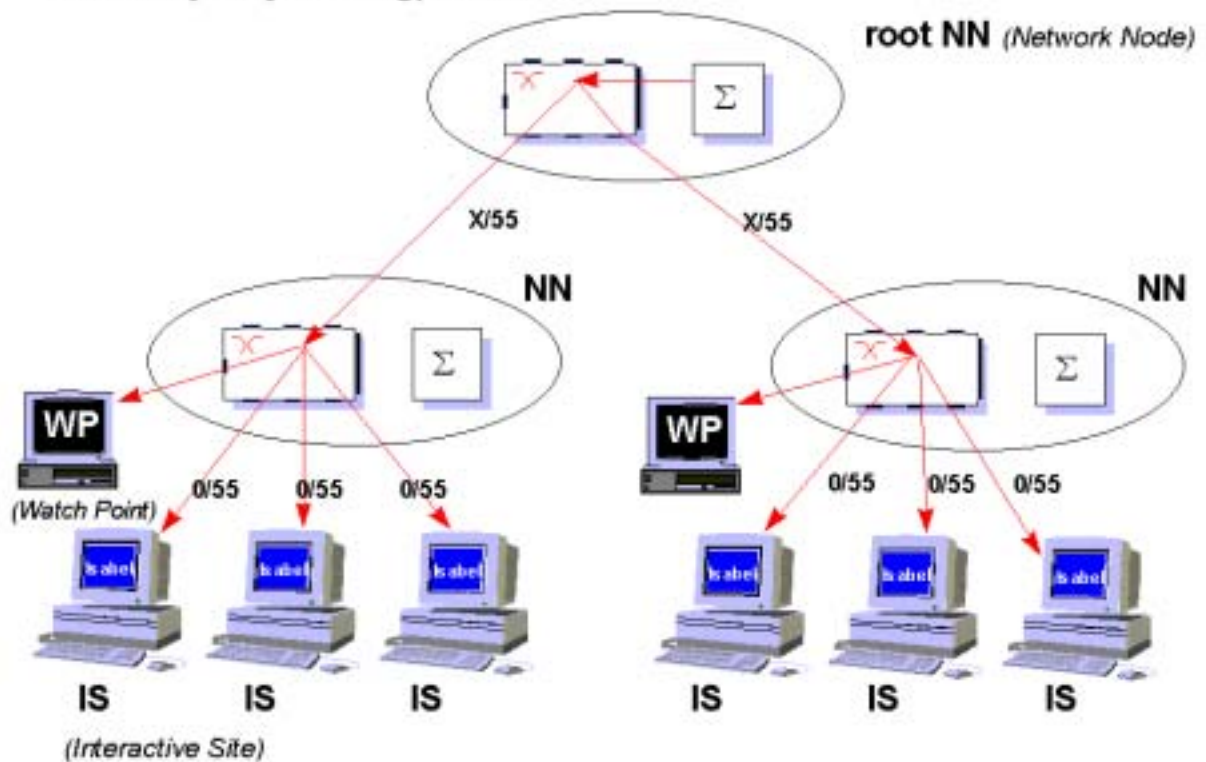 root NN (Network Node)
Σ
X/55
X/55
NN
NN
Σ
Σ
WP
WP
(Watch Point)
0/55
0/55
0/55
0/55
0/55
0/55
Isabel
Isabel
Isabel
Isabel
Isabel
Isabel
IS
IS
IS
IS
IS
IS
(Interactive Site)